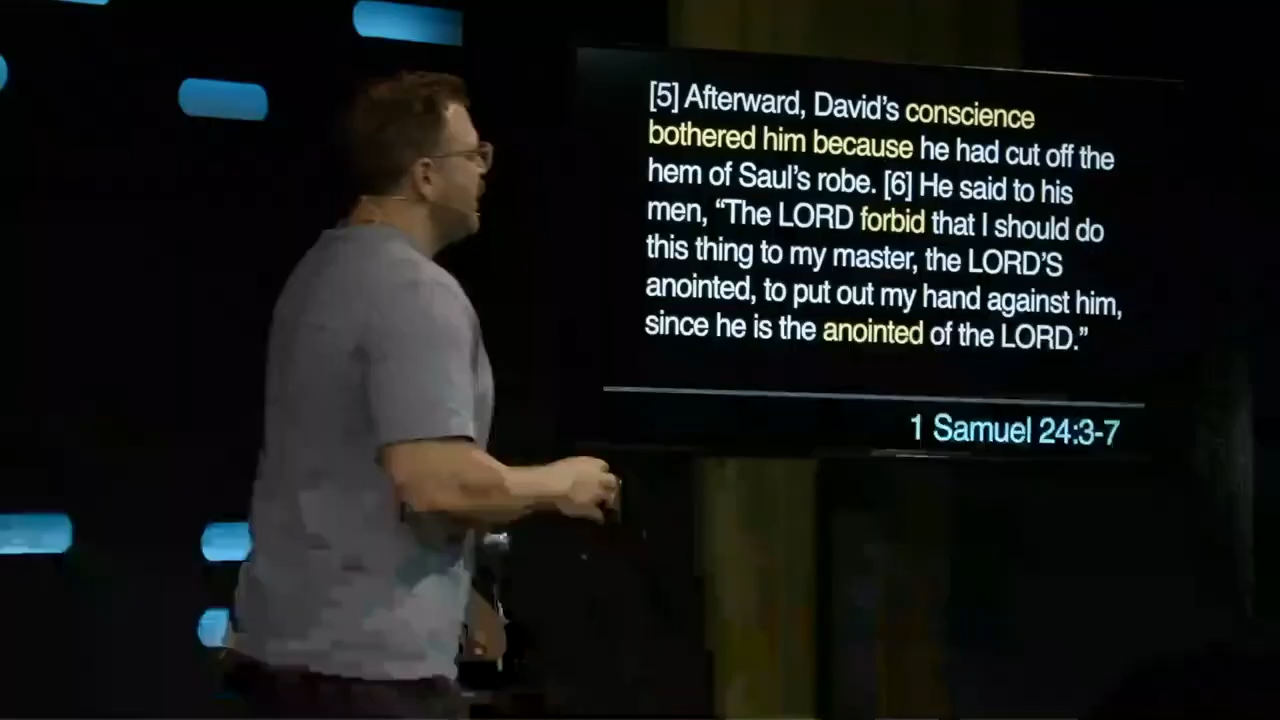 [5] Afterward, David’s conscience
bothered him because he had cut off the
hem of Saul’s robe. [6] He said to his
men, “The LORD forbid that I should do
this thing to my master, the LORD’S
anointed, to put out my hand against him,
since he is the anointed of the LORD.”
1 Samuel 24:3-7